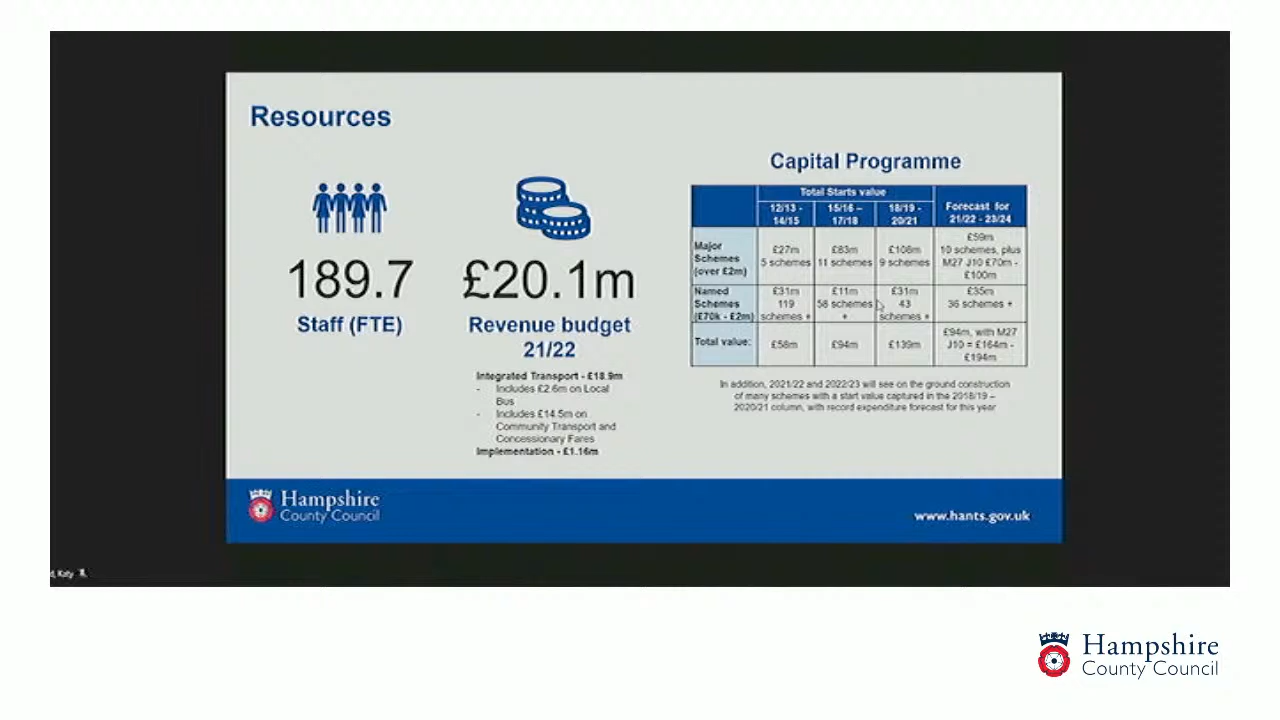 Resources
189.7
Staff (FTE)
£20.1m
Revenue budget
21/22
Integrated Transport - £18.9m
- Includes £2.6m on Local
Bus
- Includes £14.5m on
Community Transport and
Concessionary Fares
Implementation - £1.16m
Capital Programme
Total Starts value
12/13 - 14/15
15/16 – 17/18
18/19 - 20/21
Forecast for 21/22 - 23/24
Major Schemes (over £2m)
£27m 5 schemes
£83m 11 schemes
£108m 9 schemes
£59m 10 schemes, plus M27 J10 £70m - £100m
Named Schemes (£70k - £2m)
£31m 119 schemes +
£11m 58 schemes +
£31m 43 schemes +
£35m 36 schemes +
Total value:
£58m
£94m
£139m
£94m, with M27 J10 = £164m - £194m
In addition, 2021/22 and 2022/23 will see on the ground construction
of many schemes with a start value captured in the 2018/19 –
2020/21 column, with record expenditure forecast for this year
Hampshire
County Council
www.hants.gov.uk
Katy
Hampshire
County Council